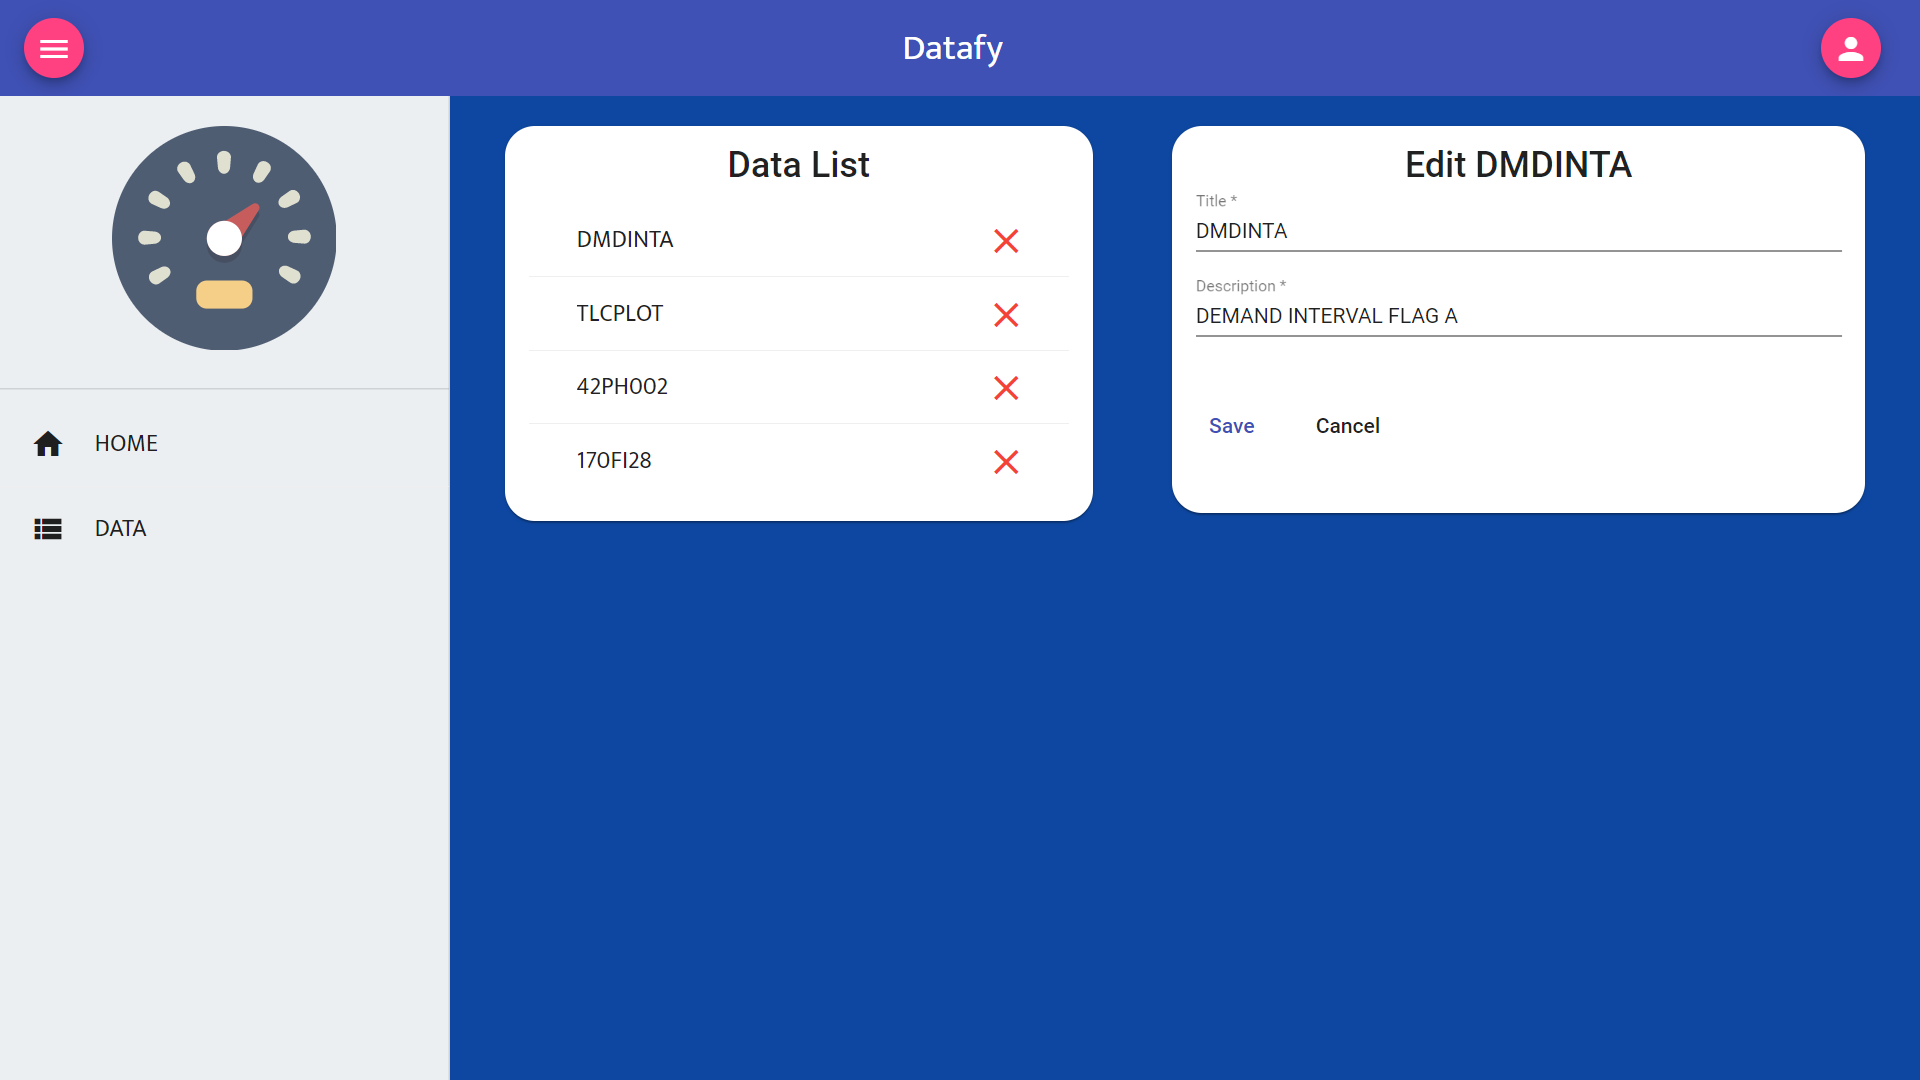 Datafy
HOME
DATA
Data List
DMDINTA
TLCPLOT
42PH002
170FI28
Edit DMDINTA
Title *
DMDINTA
Description *
DEMAND INTERVAL FLAG A
Save Cancel